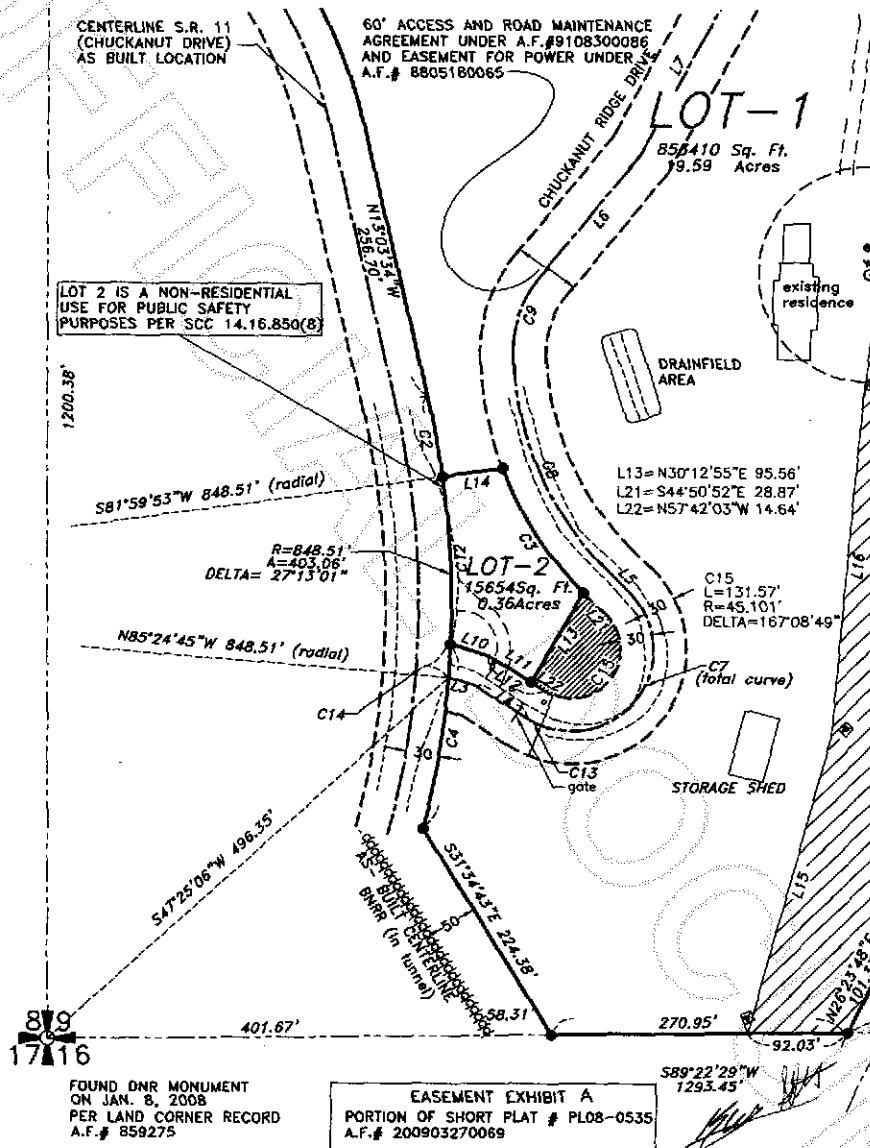 CENTERLINE S.R. 11
(CHUCKANUT DRIVE)
AS BUILT LOCATION
60' ACCESS AND ROAD MAINTENANCE
AGREEMENT UNDER A.F.#9108300086
AND EASEMENT FOR POWER UNDER
A.F.# 8805180065
L7
CHUCKANUT RIDGE DRIVE
LOT-1
19.59 Acres
L6
N13°03'34"W
256.70'
existing
residence
LOT 2 IS A NON-RESIDENTIAL
USE FOR PUBLIC SAFETY
PURPOSES PER SCC 14.16.850(8)
C9
DRAINFIELD
AREA
1200.38'
C2
C8
L14
S81°59'53"W 848.51' (radial)
L13= N30°12'55"E 95.56'
L21= S44°50'52"E 28.87'
L22= N57°42'03"W 14.64'
C3
L16
R=848.51'
A=403.06'
DELTA= 27°13'01"
C12
LOT-2
15654Sq. Ft.
0.36Acres
L5
C15
L=131.57'
R=45.101'
DELTA=167°08'49"
30
30
L21
L13
C15
N85°24'45"W 848.51' (radial)
L10
L11
L12
L22
C7
(total curve)
C14
L3
C4
30
C13
gate
STORAGE SHED
S47°25'06"W 496.35'
S31°34'43"E 224.38'
L15
AS-BUILT CENTERLINE
BNRR (in tunnel)
50
N26°23'48"E
58.31
8 9
17 16
401.67'
270.95'
92.03'
S89°22'29"W
1293.45'
FOUND DNR MONUMENT
ON JAN. 8, 2008
PER LAND CORNER RECORD
A.F.# 859275
EASEMENT EXHIBIT A
PORTION OF SHORT PLAT # PL08-0535
A.F.# 200903270069